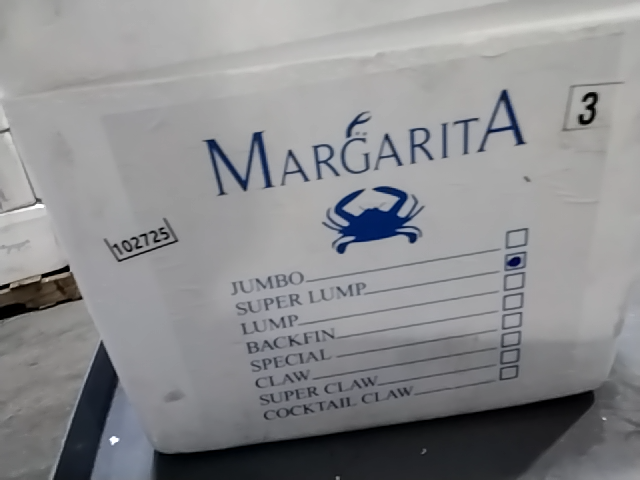 3
MARGARITA
102725
JUMBO
SUPER LUMP
LUMP
BACKFIN
SPECIAL
CLAW
SUPER CLAW
COCKTAIL CLAW